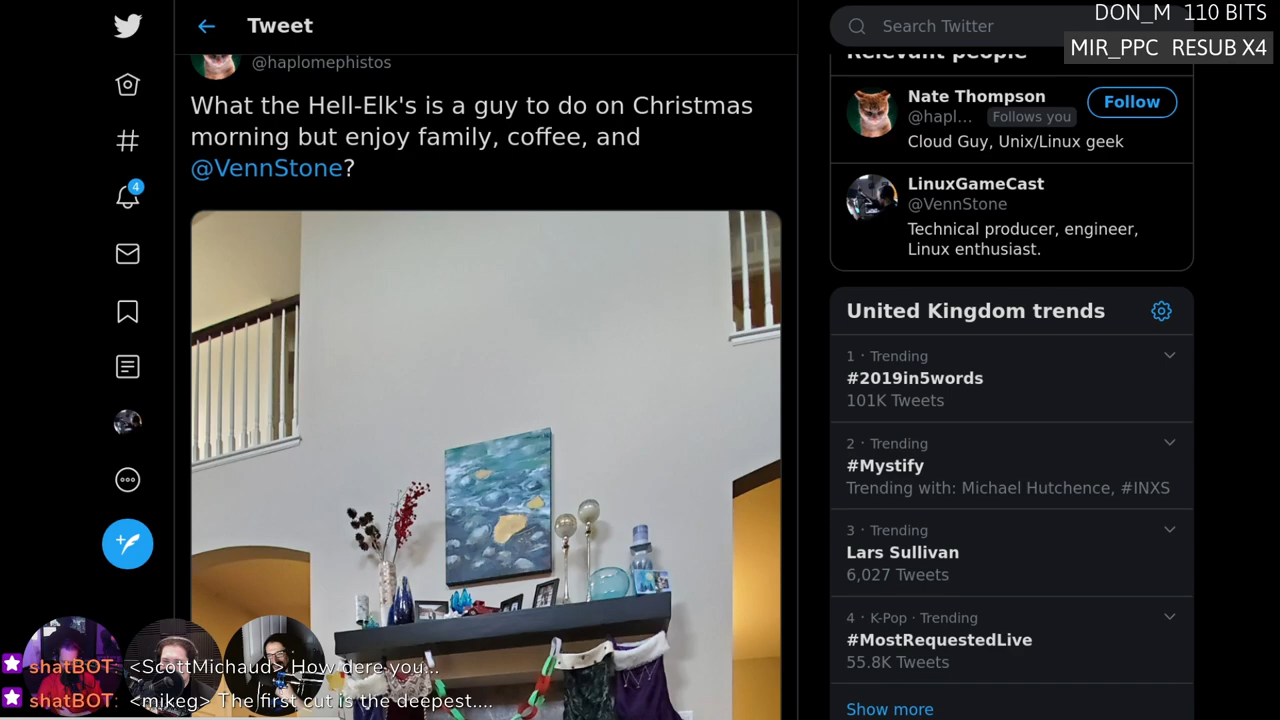 Tweet
@haplomephistos
What the Hell-Elk's is a guy to do on Christmas
morning but enjoy family, coffee, and
@VennStone?
4
Search Twitter
DON_M 110 BITS
MIR_PPC RESUB X4
Relevant people
Nate Thompson
@hapl... Follows you
Follow
Cloud Guy, Unix/Linux geek
LinuxGameCast
@VennStone
Technical producer, engineer,
Linux enthusiast.
United Kingdom trends
1 · Trending
#2019in5words
101K Tweets
2 · Trending
#Mystify
Trending with: Michael Hutchence, #INXS
3 · Trending
Lars Sullivan
6,027 Tweets
4 · K-Pop · Trending
#MostRequestedLive
55.8K Tweets
Show more
shatBOT: <ScottMichaud> How dere you...
shatBOT: <mikeg> The first cut is the deepest....